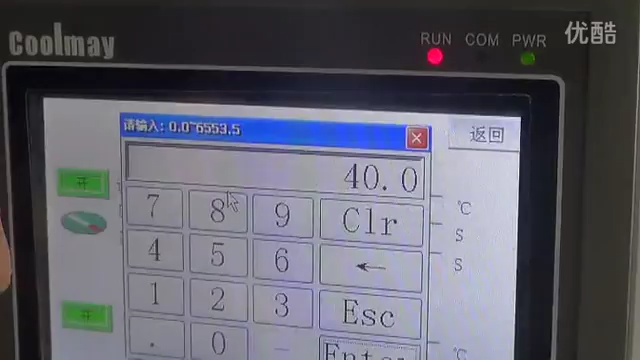 Coolmay
RUN COM PWR
优酷
请输入: 0.0~6553.5
返回
40.0
开
7 8 9 Clr
℃
S
4 5 6 ←
S
1 2 3 Esc
开
. 0 - Enter
℃